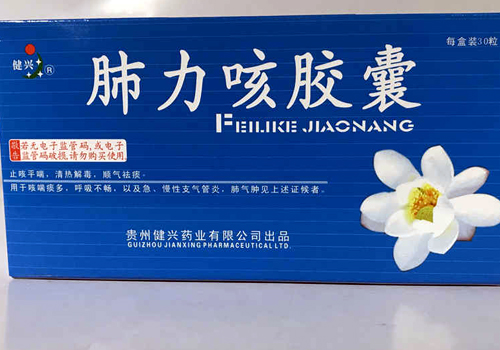 健兴
®
每盒装30粒
肺力咳胶囊
FEILIKE JIAONANG
敬告
若无电子监管码,或电子
监管码破损,请勿购买使用.
止咳平喘，清热解毒，顺气祛痰。
用于咳喘痰多，呼吸不畅，以及急、慢性支气管炎，肺气肿见上述证候者。
贵州健兴药业有限公司出品
GUIZHOU JIANXING PHARMACEUTICAL LTD.